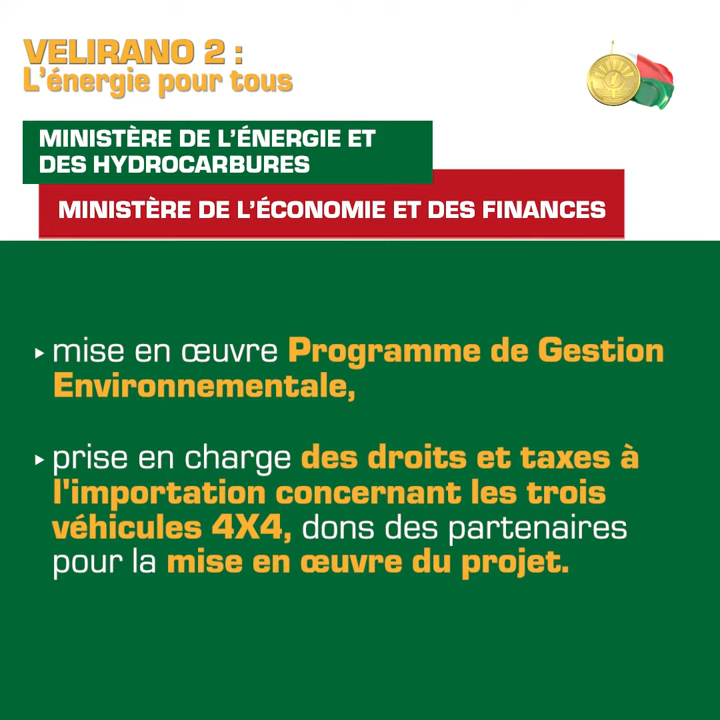 VELIRANO 2 :
L'énergie pour tous
MINISTÈRE DE L'ÉNERGIE ET
DES HYDROCARBURES
MINISTÈRE DE L'ÉCONOMIE ET DES FINANCES
▸ mise en œuvre Programme de Gestion
Environnementale,
▸ prise en charge des droits et taxes à
l'importation concernant les trois
véhicules 4X4, dons des partenaires
pour la mise en œuvre du projet.